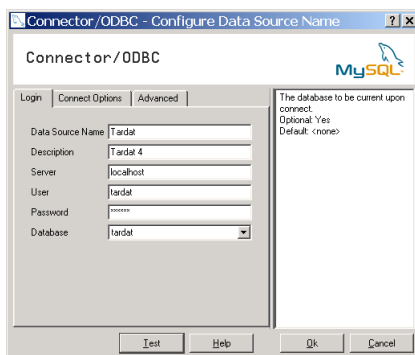 Connector/ODBC - Configure Data Source Name
Connector/ODBC
MySQL
Login Connect Options Advanced
Data Source Name Tardat
Description Tardat 4
Server localhost
User tardat
Password ******
Database tardat
The database to be current upon
connect.
Optional: Yes
Default: <none>
Test Help Ok Cancel